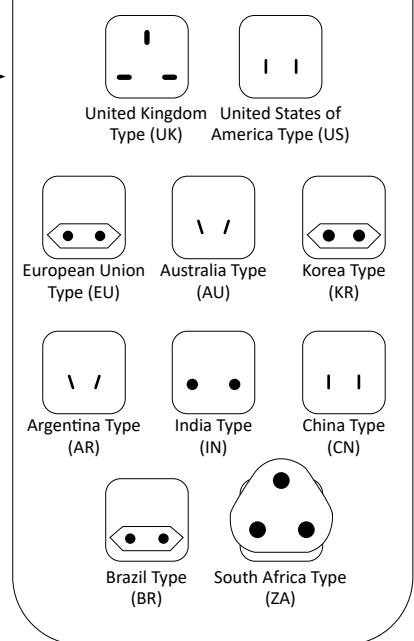 United Kingdom
Type (UK)
United States of
America Type (US)
European Union
Type (EU)
Australia Type
(AU)
Korea Type
(KR)
Argentina Type
(AR)
India Type
(IN)
China Type
(CN)
Brazil Type
(BR)
South Africa Type
(ZA)